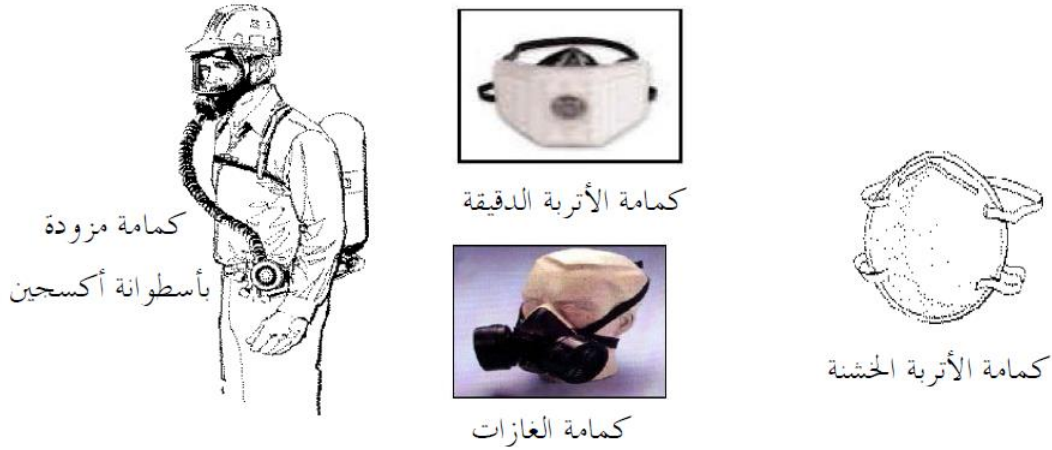 كمامة الأتربة الدقيقة
كمامة مزودة
بأسطوانة أكسجين
كمامة الأتربة الخشنة
كمامة الغازات